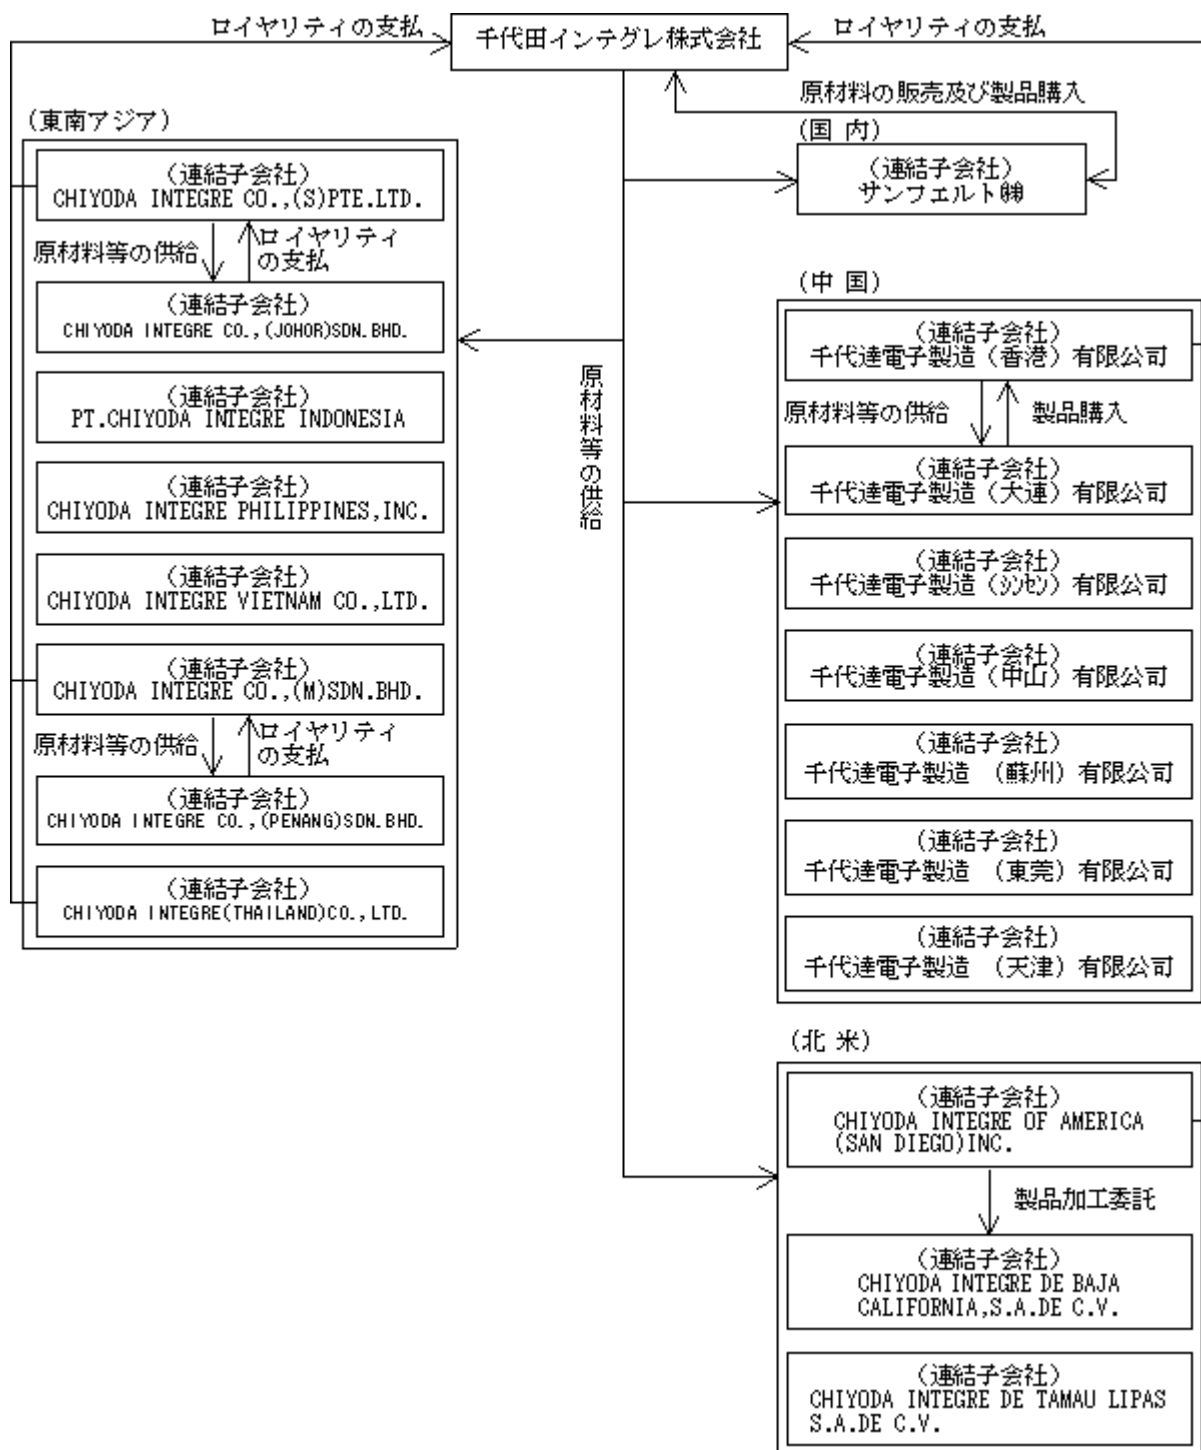 ロイヤリティの支払
千代田インテグレ株式会社
ロイヤリティの支払
原材料の販売及び製品購入
(国 内)
(連結子会社)
サンフェルト㈱
(東南アジア)
(連結子会社)
CHIYODA INTEGRE CO.,(S)PTE.LTD.
原材料等の供給
ロイヤリティ
の支払
(連結子会社)
CHIYODA INTEGRE CO.,(JOHOR)SDN.BHD.
(連結子会社)
PT.CHIYODA INTEGRE INDONESIA
(連結子会社)
CHIYODA INTEGRE PHILIPPINES,INC.
(連結子会社)
CHIYODA INTEGRE VIETNAM CO.,LTD.
(連結子会社)
CHIYODA INTEGRE CO.,(M)SDN.BHD.
原材料等の供給
ロイヤリティ
の支払
(連結子会社)
CHIYODA INTEGRE CO.,(PENANG)SDN.BHD.
(連結子会社)
CHIYODA INTEGRE(THAILAND)CO.,LTD.
原材料等の供給
(中 国)
(連結子会社)
千代達電子製造(香港)有限公司
原材料等の供給
製品購入
(連結子会社)
千代達電子製造(大連)有限公司
(連結子会社)
千代達電子製造(ｼﾝｾﾝ)有限公司
(連結子会社)
千代達電子製造(中山)有限公司
(連結子会社)
千代達電子製造 (蘇州)有限公司
(連結子会社)
千代達電子製造 (東莞)有限公司
(連結子会社)
千代達電子製造 (天津)有限公司
(北 米)
(連結子会社)
CHIYODA INTEGRE OF AMERICA
(SAN DIEGO)INC.
製品加工委託
(連結子会社)
CHIYODA INTEGRE DE BAJA
CALIFORNIA,S.A.DE C.V.
(連結子会社)
CHIYODA INTEGRE DE TAMAU LIPAS
S.A.DE C.V.